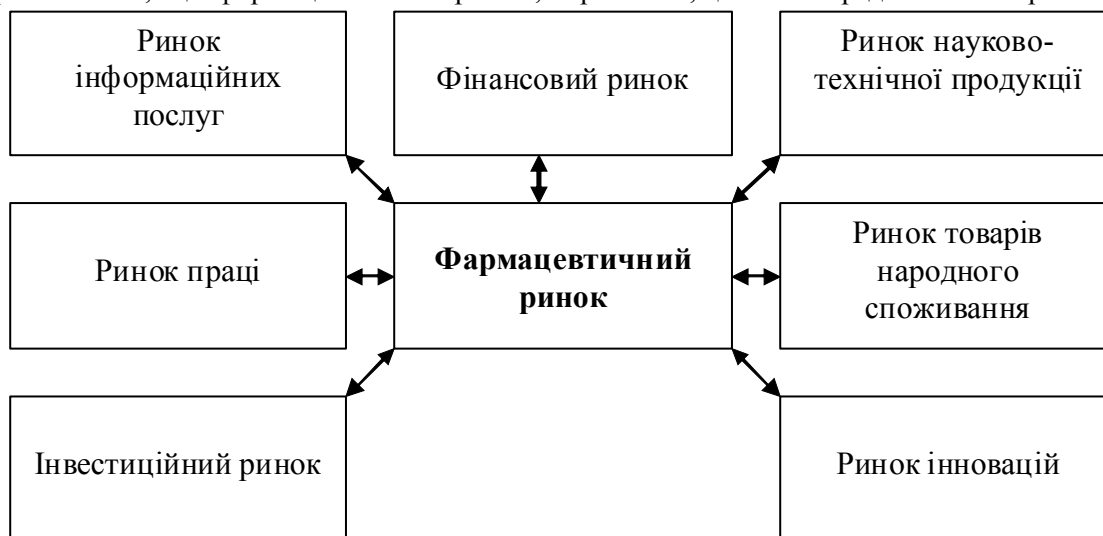 Ринок
інформаційних
послуг
Фінансовий ринок
Ринок науково-
технічної продукції
Ринок праці
Фармацевтичний
ринок
Ринок товарів
народного
споживання
Інвестиційний ринок
Ринок інновацій